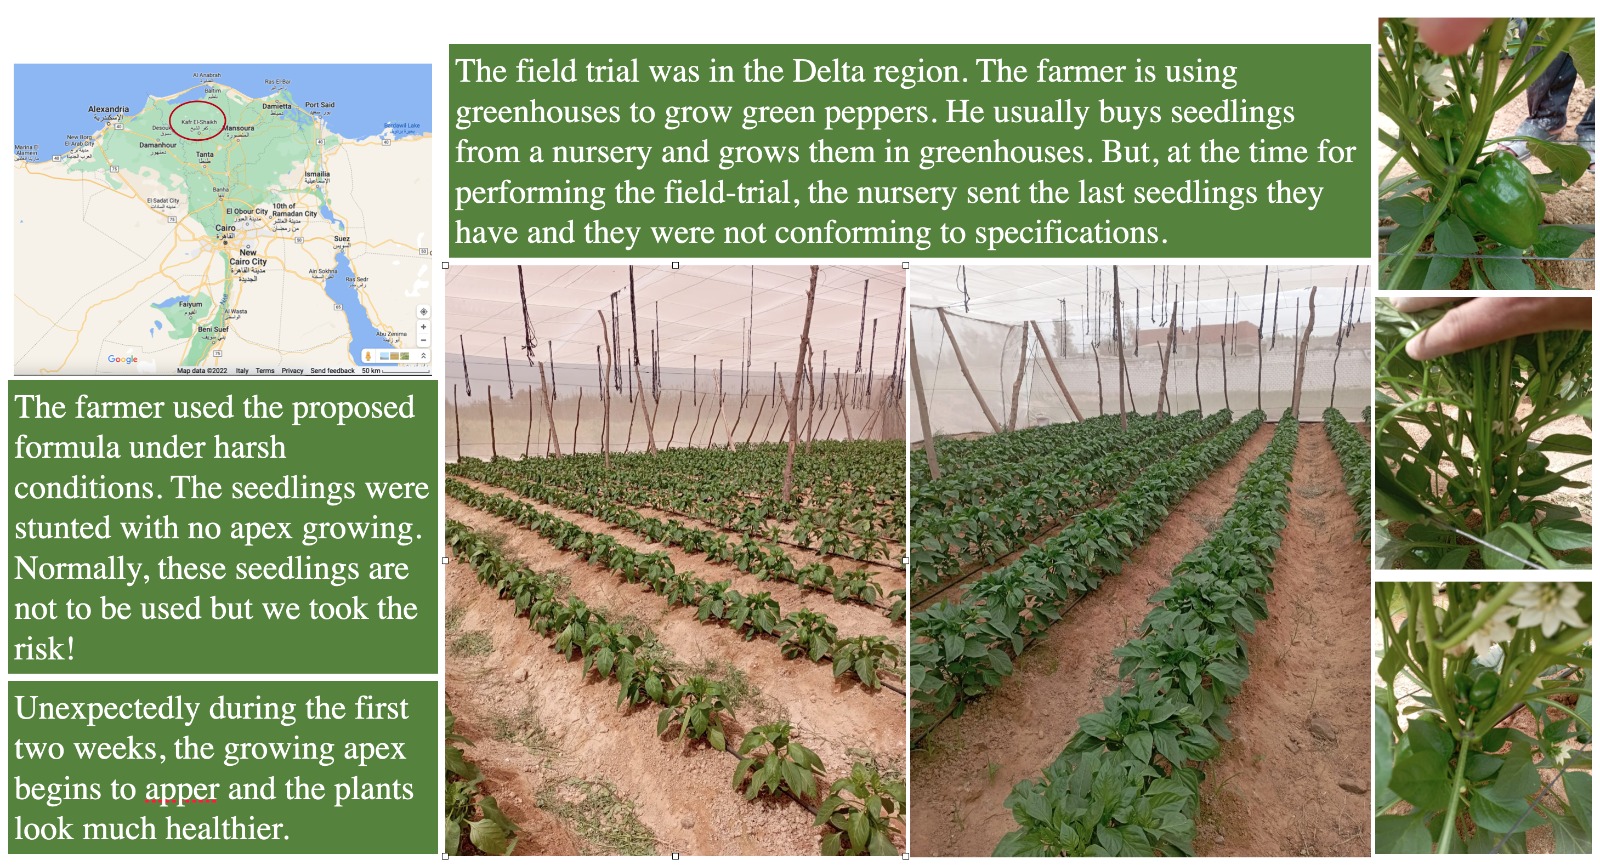 The field trial was in the Delta region. The farmer is using
greenhouses to grow green peppers. He usually buys seedlings
from a nursery and grows them in greenhouses. But, at the time for
performing the field-trial, the nursery sent the last seedlings they
have and they were not conforming to specifications.
Al Anabrah
Baltim
بلطيم
Ras El Bar
Alexandria
الإسكندرية
Damietta
دمياط
Port Said
بورسعيد
Kafr El-Shaikh
كفر الشيخ
Desouk
دسوق
Mansoura
المنصورة
New Borg
El Arab City
Damanhour
دمنهور
Marina El
Alamein
Tanta
طنطا
Ismailia
الإسماعيلية
Banha
بنها
El Sadat City
مدينة السادات
El Obour City
مدينة العبور
10th of
Ramadan City
Cairo
القاهرة
New
Cairo City
القاهرة
الجديدة
Suez
السويس
Ain Sokhna
Ras Sedr
Faiyum
الفيوم
Al Wasta
Beni Suef
بني سويف
Abu Zenima
Google
Map data ©2022 Italy Terms Privacy Send feedback 50 km
The farmer used the proposed
formula under harsh
conditions. The seedlings were
stunted with no apex growing.
Normally, these seedlings are
not to be used but we took the
risk!
Unexpectedly during the first
two weeks, the growing apex
begins to apper and the plants
look much healthier.